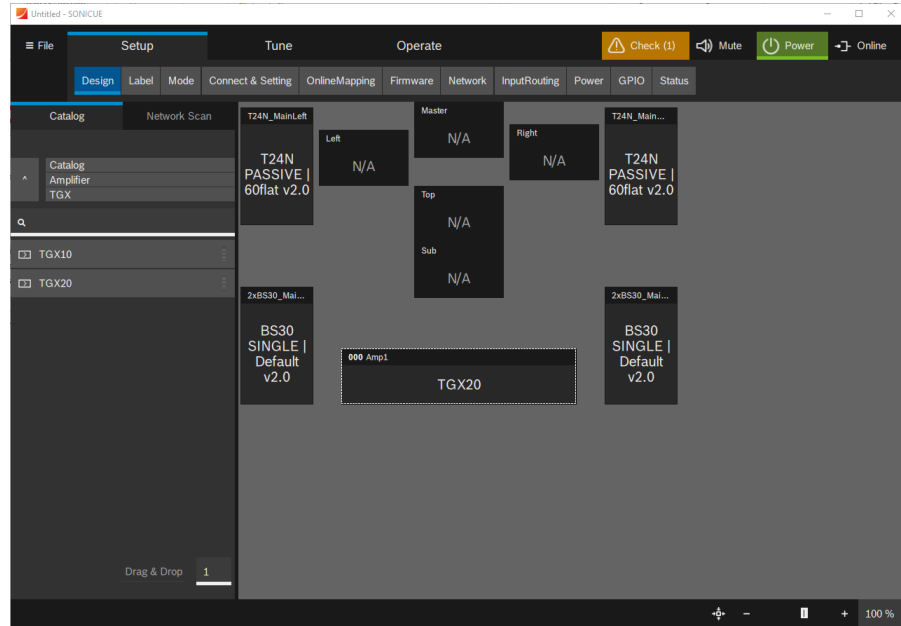 Untitled - SONICUE
≡ File
Setup
Tune
Operate
Check (1)
Mute
Power
Online
Design
Label
Mode
Connect & Setting
OnlineMapping
Firmware
Network
InputRouting
Power
GPIO
Status
Catalog
Network Scan
Catalog
Amplifier
TGX
TGX10
TGX20
Drag & Drop
1
T24N_MainLeft
T24N
PASSIVE |
60flat v2.0
Left
N/A
Master
N/A
Right
N/A
T24N_Main...
T24N
PASSIVE |
60flat v2.0
Top
N/A
Sub
N/A
2xBS30_Mai...
BS30
SINGLE |
Default
v2.0
000 Amp1
TGX20
2xBS30_Mai...
BS30
SINGLE |
Default
v2.0
100 %